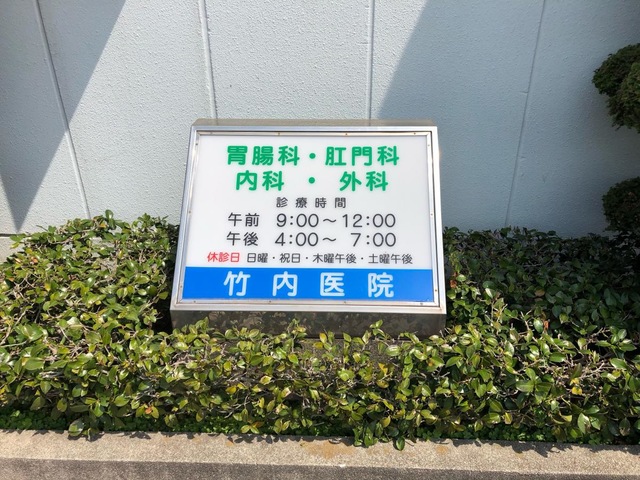 胃腸科・肛門科
内科・外科
診療時間
午前 9:00～12:00
午後 4:00～ 7:00
休診日 日曜・祝日・木曜午後・土曜午後
竹内医院